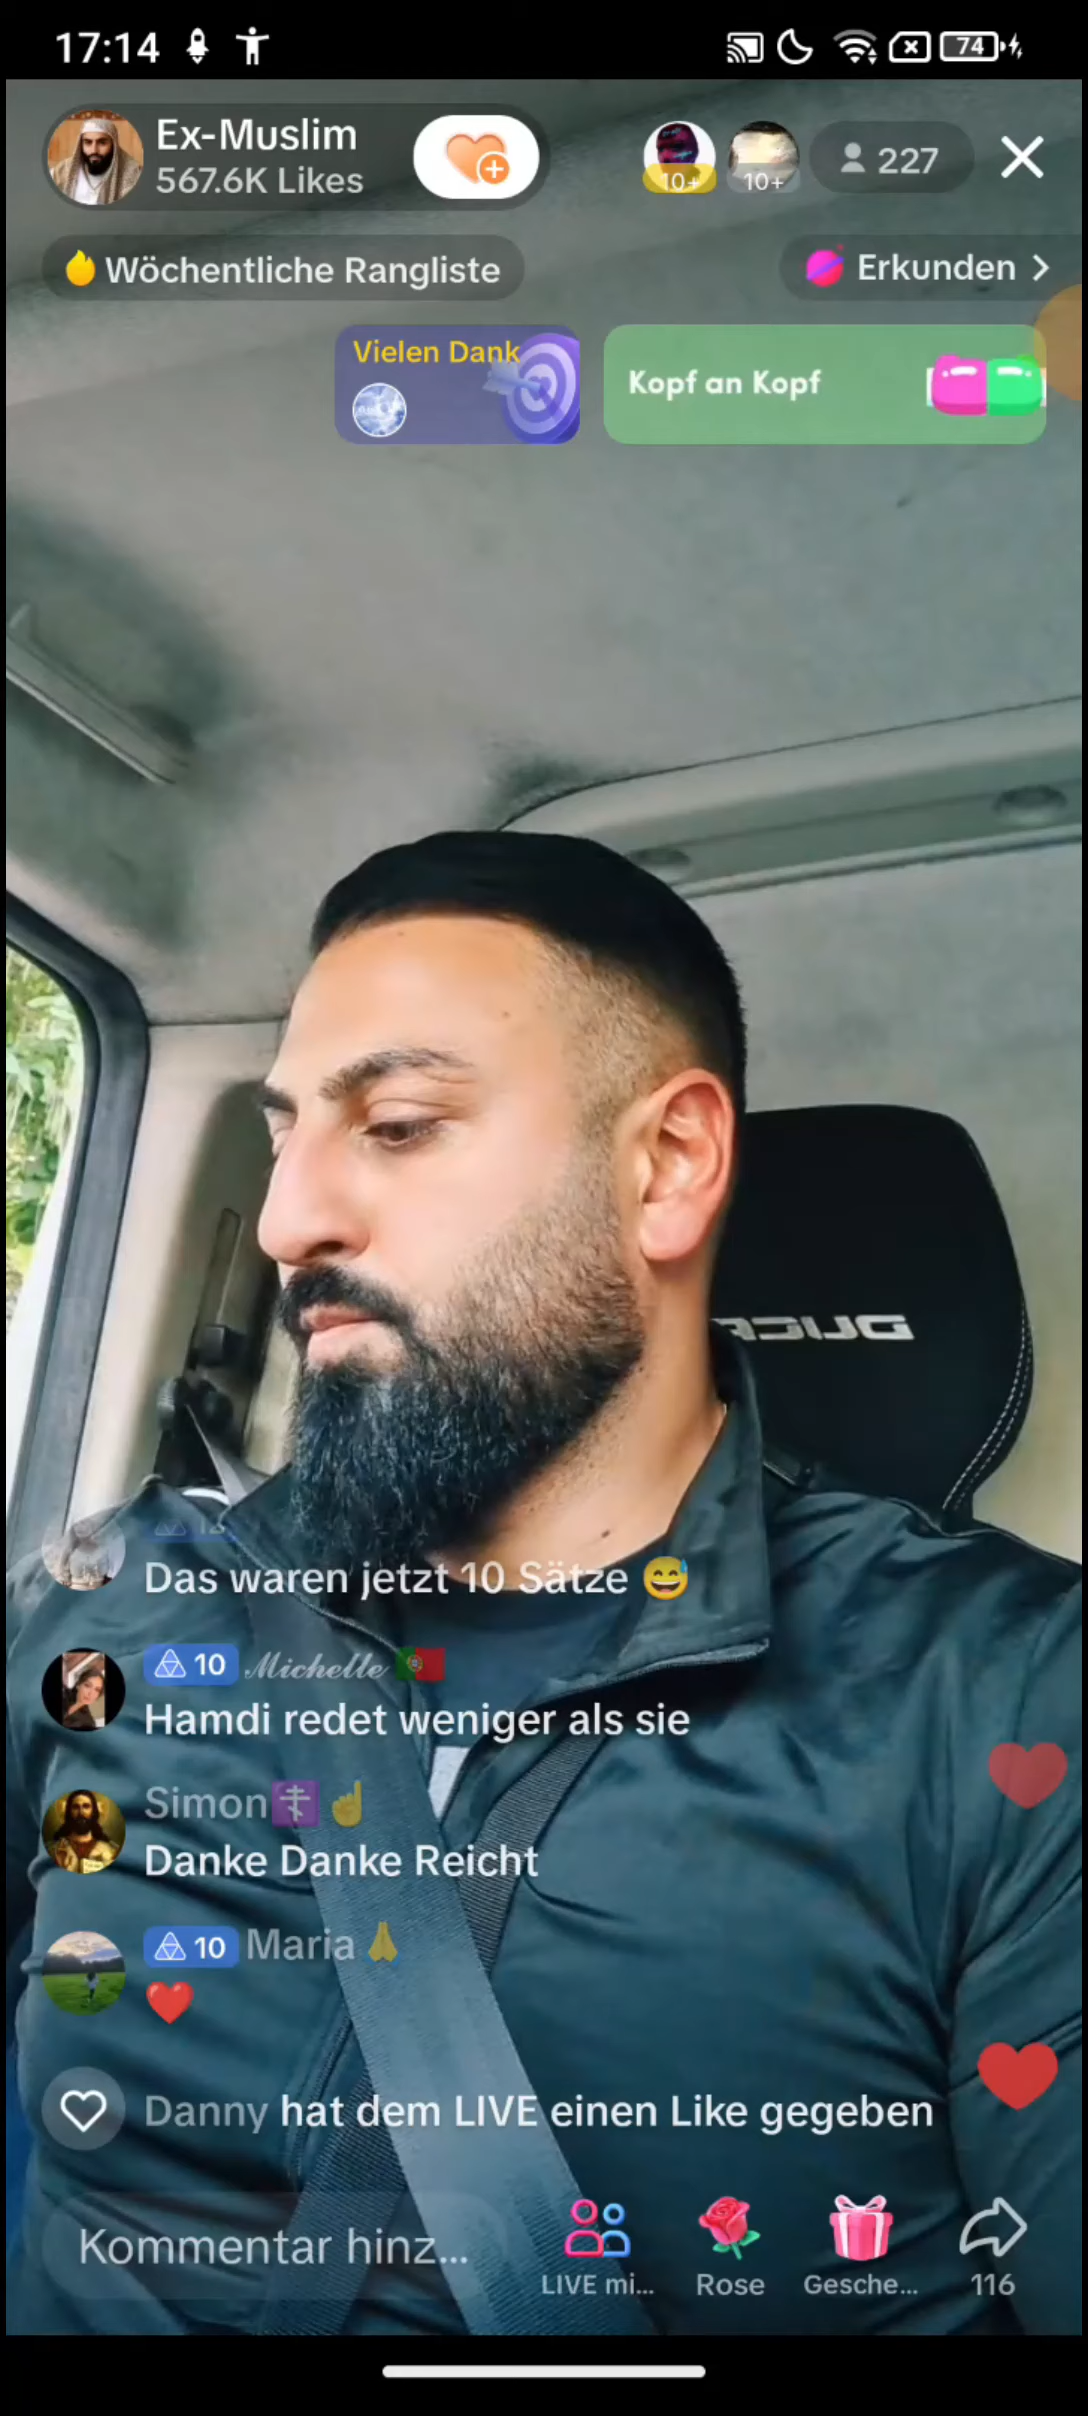 17:14
74
Ex-Muslim
567.6K Likes
10+
10+
227
Wöchentliche Rangliste
Erkunden
Vielen Dank
Kopf an Kopf
Das waren jetzt 10 Sätze 😅
10 Michelle 🇵🇹
Hamdi redet weniger als sie
Simon☦️☝️
Danke Danke Reicht
10 Maria🙏
❤️
Danny hat dem LIVE einen Like gegeben
Kommentar hinz...
LIVE mi...
Rose
Gesche...
116